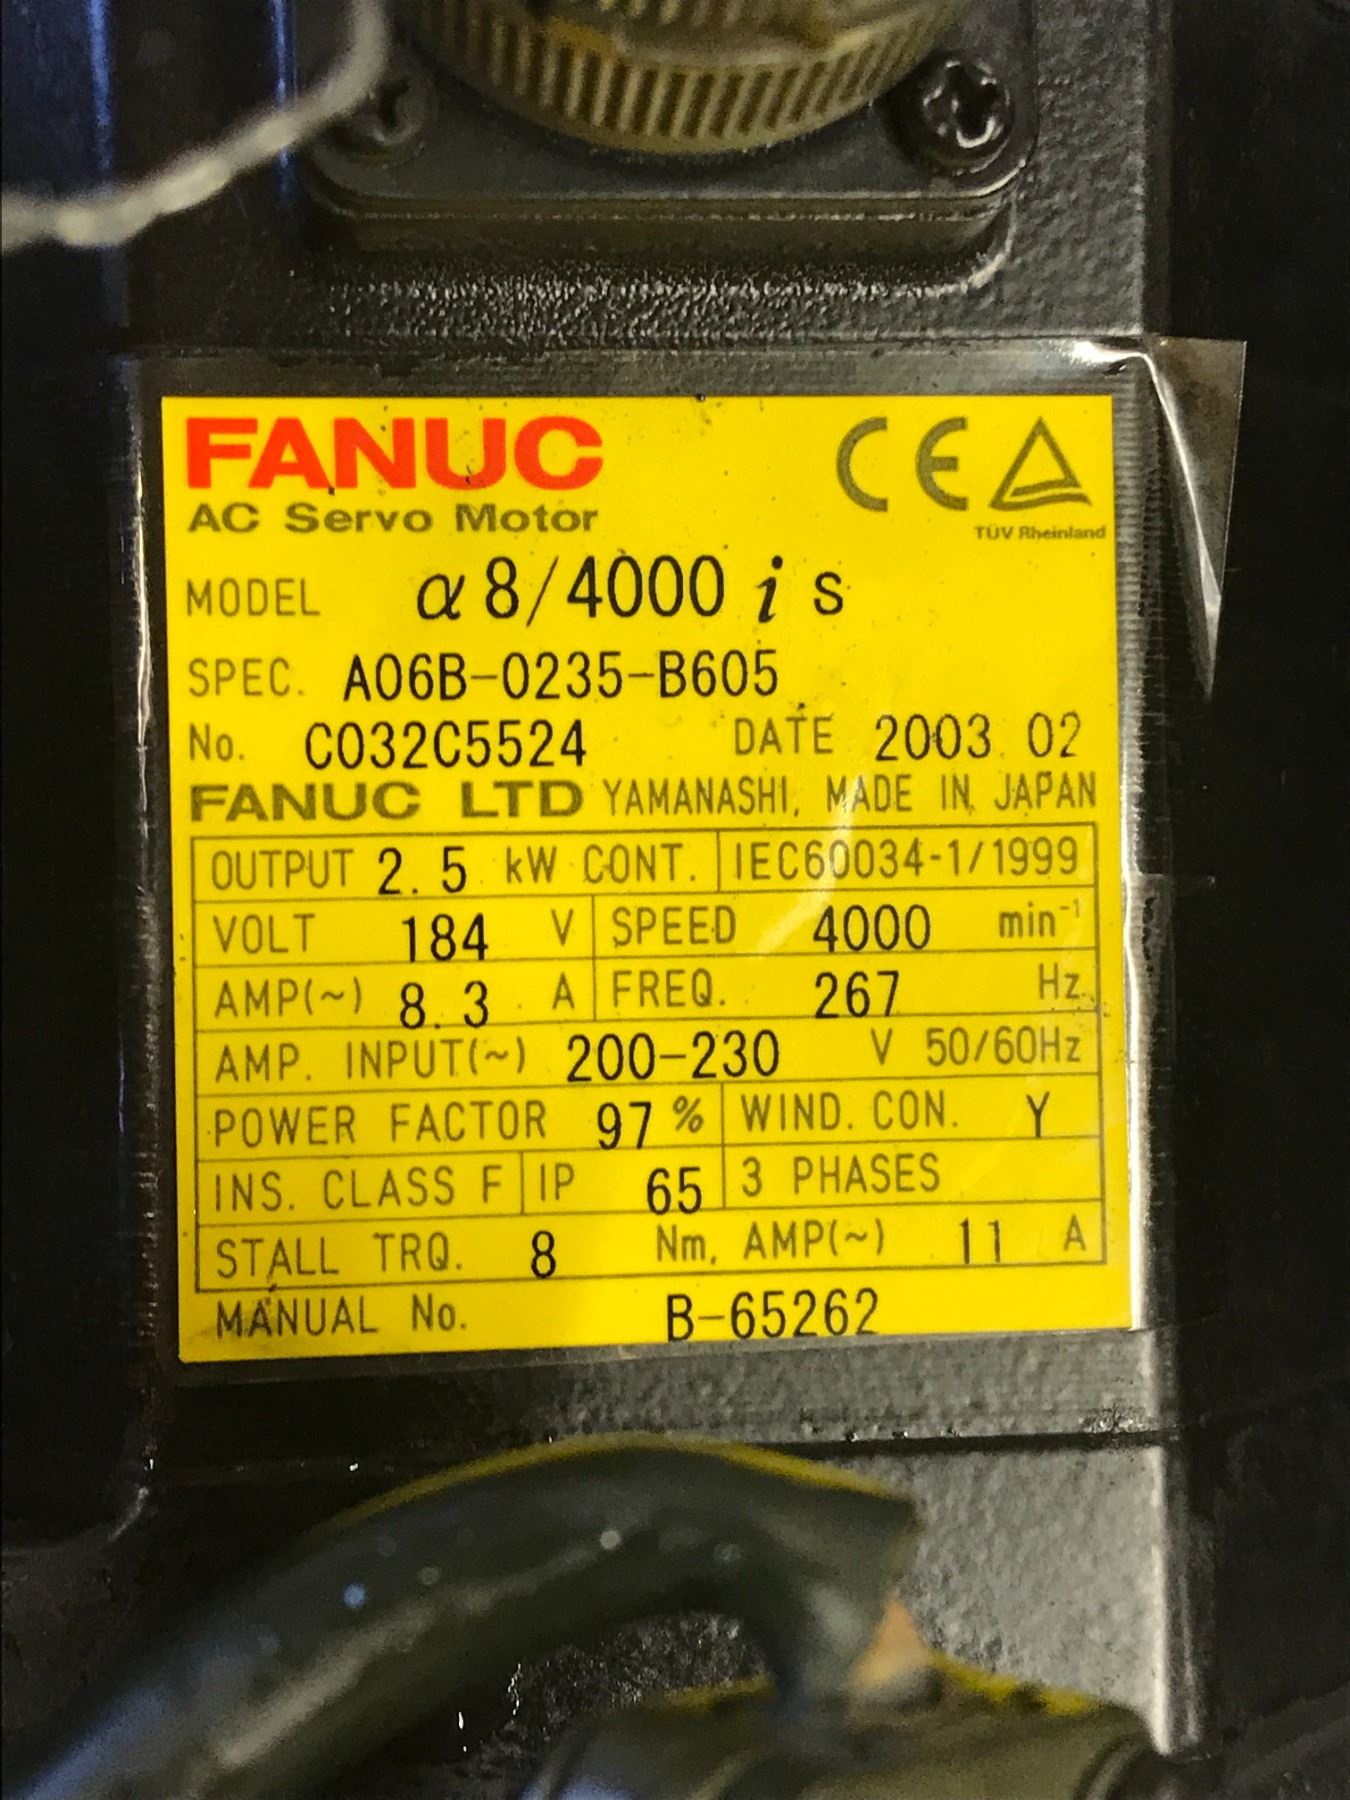 FANUC CE
TÜV Rheinland
AC Servo Motor
MODEL α8/4000 i s
SPEC. A06B-0235-B605
No. C032C5524 DATE 2003. 02
FANUC LTD YAMANASHI, MADE IN JAPAN
OUTPUT 2.5 kW CONT. IEC60034-1/1999
VOLT 184 V SPEED 4000 min⁻¹
AMP(~) 8.3 A FREQ. 267 Hz
AMP. INPUT(~) 200-230 V 50/60Hz
POWER FACTOR 97 % WIND. CON. Y
INS. CLASS F IP 65 3 PHASES
STALL TRQ. 8 Nm, AMP(~) 11 A
MANUAL No. B-65262